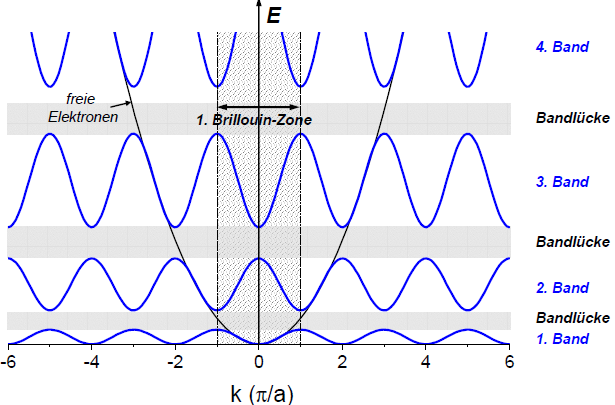 E
4. Band
freie
Elektronen
1. Brillouin-Zone
Bandlücke
3. Band
Bandlücke
2. Band
Bandlücke
1. Band
-6 -4 -2 0 2 4 6
k (π/a)